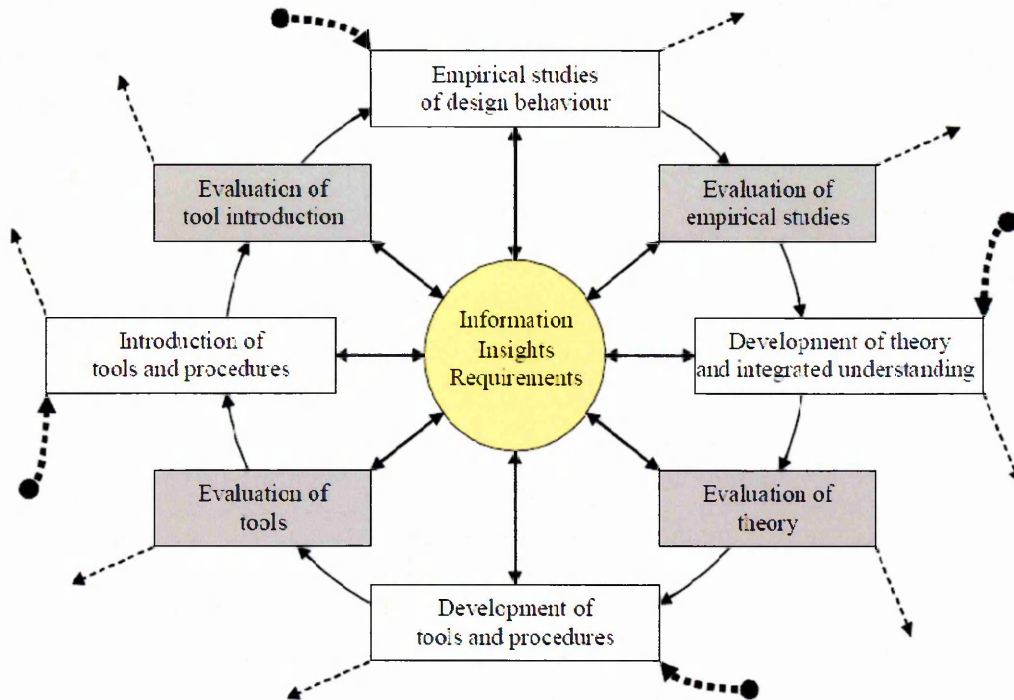 Empirical studies
of design behaviour
Evaluation of
tool introduction
Evaluation of
empirical studies
Information
Insights
Requirements
Introduction of
tools and procedures
Development of theory
and integrated understanding
Evaluation of
tools
Evaluation of
theory
Development of
tools and procedures